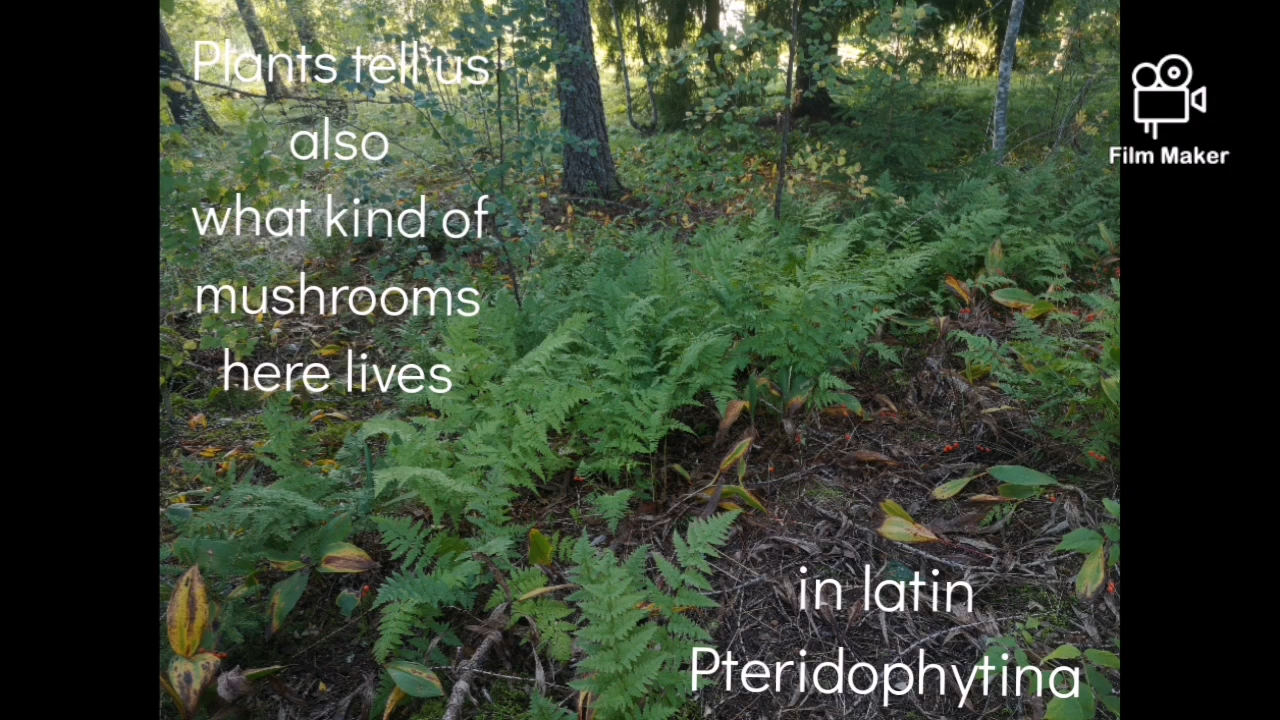 Plants tell us
also
what kind of
mushrooms
here lives
Film Maker
in latin
Pteridophytina